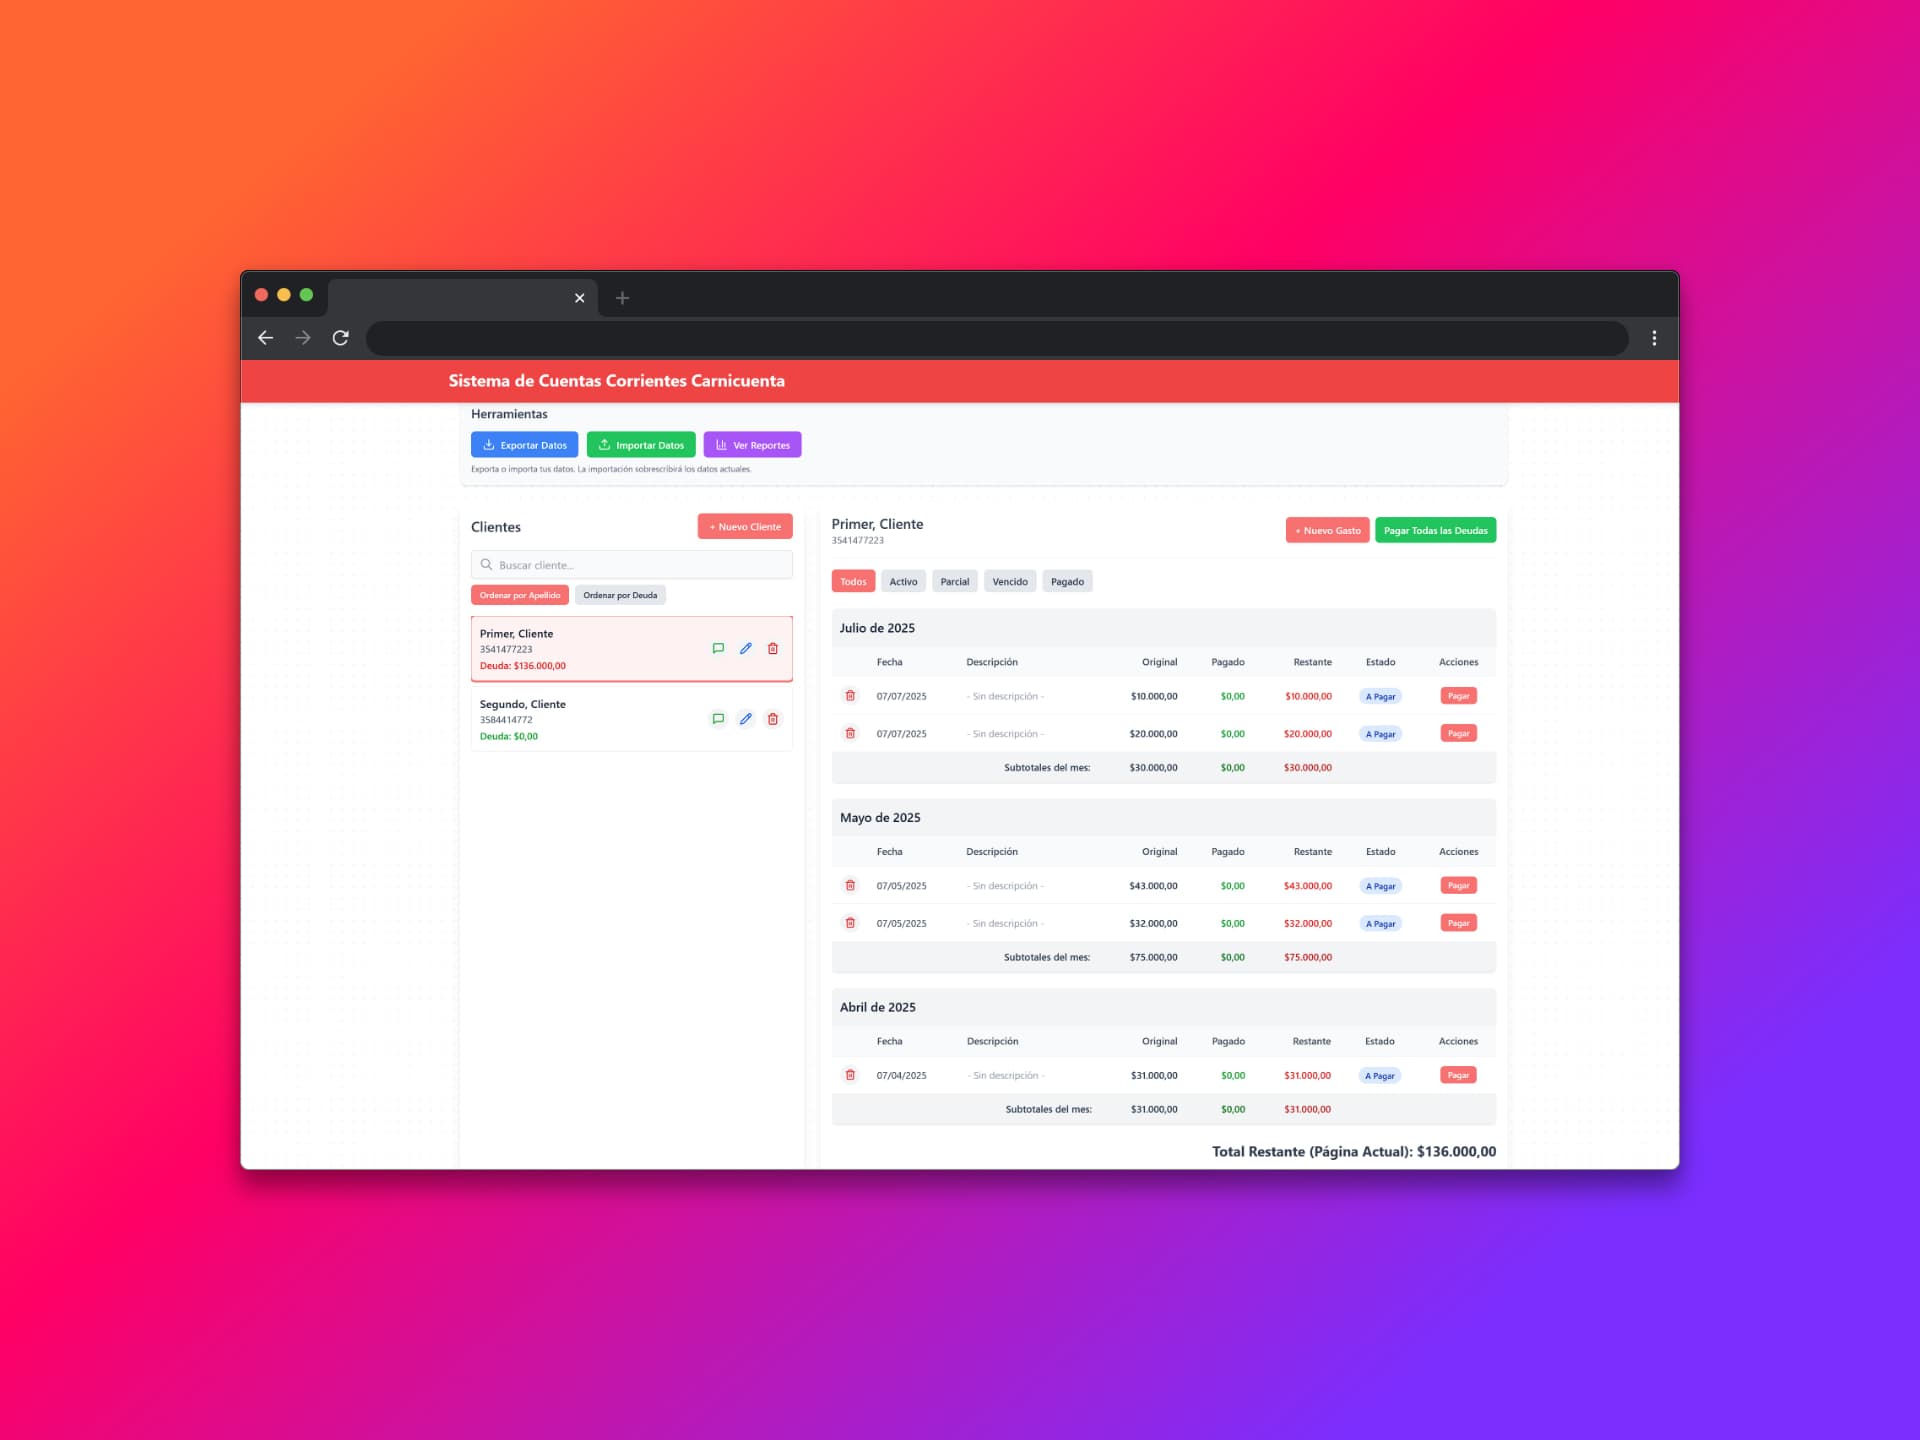 Sistema de Cuentas Corrientes Carnicuenta
Herramientas
Exportar Datos Importar Datos Ver Reportes
Exporta o importa tus datos. La importación sobrescribirá los datos actuales.
Clientes + Nuevo Cliente
Buscar cliente...
Ordenar por Apellido Ordenar por Deuda
Primer, Cliente
3541477223
Deuda: $136.000,00
Segundo, Cliente
3584414772
Deuda: $0,00
Primer, Cliente
3541477223
+ Nuevo Gasto Pagar Todas las Deudas
Todos Activo Parcial Vencido Pagado
Julio de 2025
Fecha Descripción Original Pagado Restante Estado Acciones
07/07/2025 - Sin descripción - $10.000,00 $0,00 $10.000,00 A Pagar Pagar
07/07/2025 - Sin descripción - $20.000,00 $0,00 $20.000,00 A Pagar Pagar
Subtotales del mes: $30.000,00 $0,00 $30.000,00
Mayo de 2025
Fecha Descripción Original Pagado Restante Estado Acciones
07/05/2025 - Sin descripción - $43.000,00 $0,00 $43.000,00 A Pagar Pagar
07/05/2025 - Sin descripción - $32.000,00 $0,00 $32.000,00 A Pagar Pagar
Subtotales del mes: $75.000,00 $0,00 $75.000,00
Abril de 2025
Fecha Descripción Original Pagado Restante Estado Acciones
07/04/2025 - Sin descripción - $31.000,00 $0,00 $31.000,00 A Pagar Pagar
Subtotales del mes: $31.000,00 $0,00 $31.000,00
Total Restante (Página Actual): $136.000,00